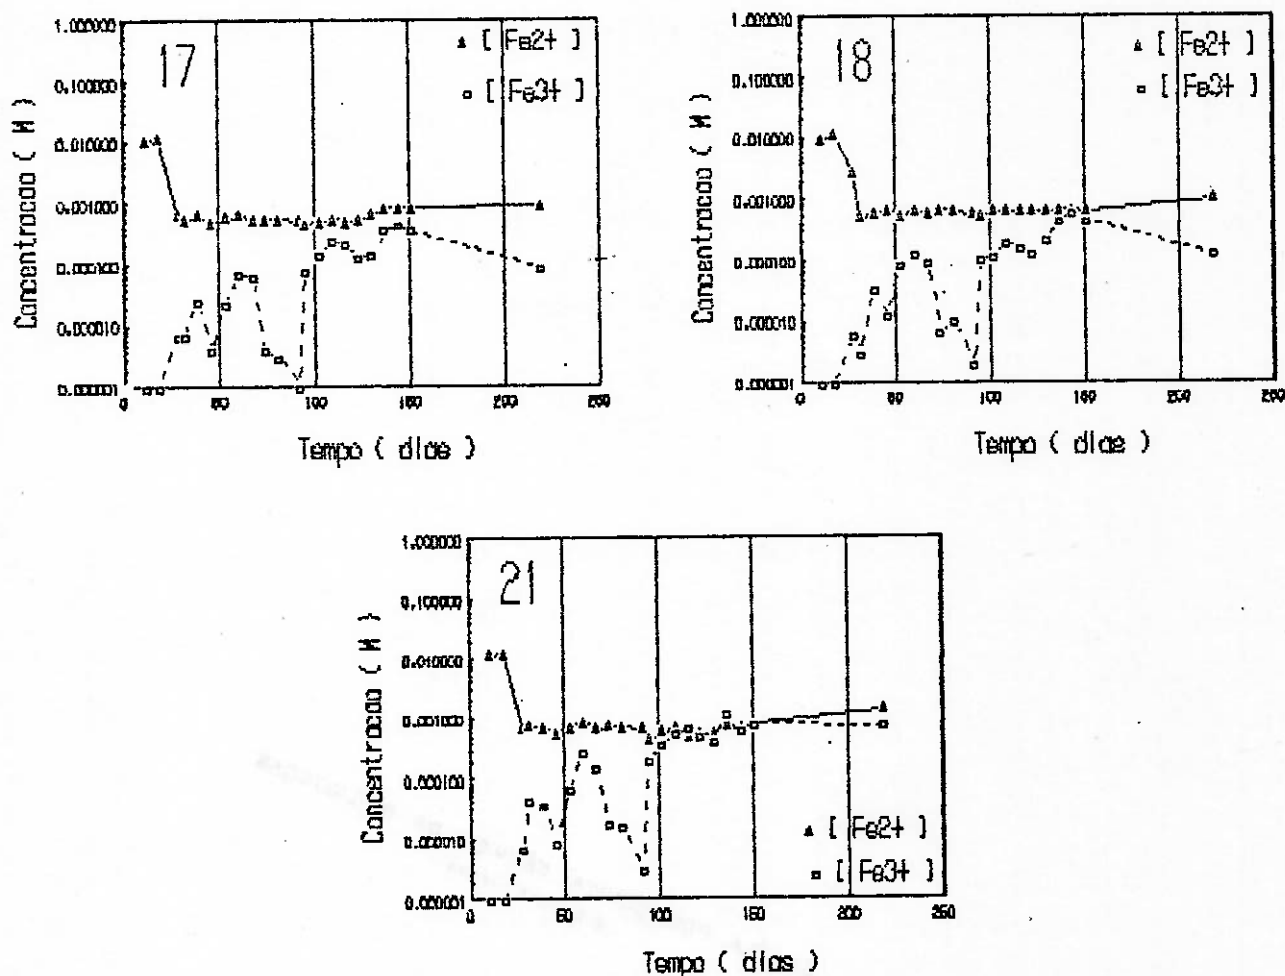 17
[ Fe2+ ]
[ Fe3+ ]
Concentracao ( M )
1.000000
0.100000
0.010000
0.001000
0.000100
0.000010
0.000001
0 50 100 150 200 250
Tempo ( dias )
18
[ Fe2+ ]
[ Fe3+ ]
Concentracao ( M )
1.000000
0.100000
0.010000
0.001000
0.000100
0.000010
0.000001
0 50 100 150 200 250
Tempo ( dias )
21
Concentracao ( M )
1.000000
0.100000
0.010000
0.001000
0.000100
0.000010
0.000001
[ Fe2+ ]
[ Fe3+ ]
0 50 100 150 200 250
Tempo ( dias )